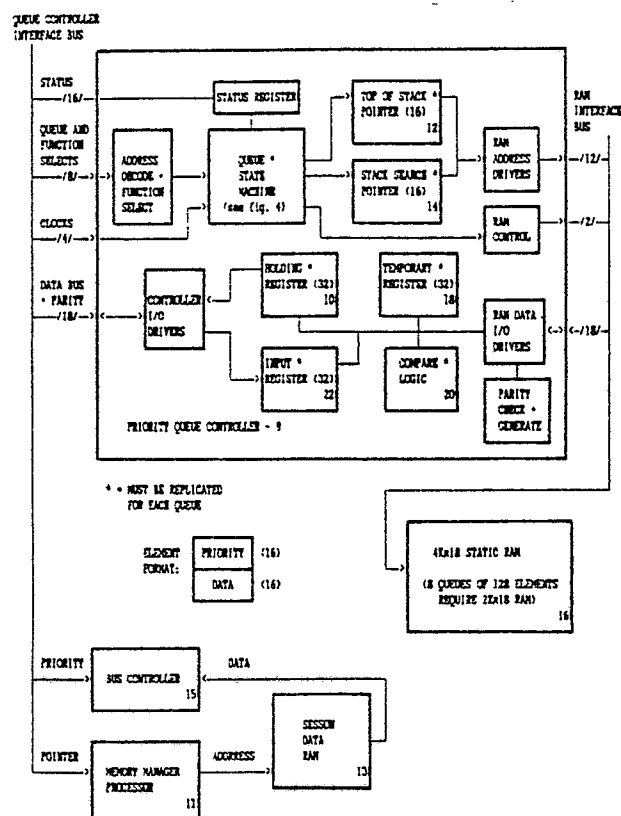 QUEUE CONTROLLER
INTERFACE BUS
STATUS
/16/
STATUS REGISTER
TOP OF STACK *
POINTER (16)
12
RAM
INTERFACE
BUS
QUEUE AND
FUNCTION
SELECTS
/8/
ADDRESS
DECODE +
FUNCTION
SELECT
QUEUE *
STATE
MACHINE
(see fig. 4)
STACK SEARCH *
POINTER (16)
14
RAM
ADDRESS
DRIVERS
/12/
CLOCKS
/4/
RAM
CONTROL
/2/
DATA BUS
+ PARITY
/18/
CONTROLLER
I/O
DRIVERS
HOLDING *
REGISTER (32)
10
TEMPORARY *
REGISTER (32)
18
RAM DATA
I/O
DRIVERS
/18/
INPUT *
REGISTER (32)
22
COMPARE *
LOGIC
20
PARITY
CHECK +
GENERATE
PRIORITY QUEUE CONTROLLER - 9
* = MUST BE REPLICATED
FOR EACH QUEUE
ELEMENT
FORMAT:
PRIORITY (16)
DATA (16)
4Kx18 STATIC RAM
(8 QUEUES OF 128 ELEMENTS
REQUIRE 2Kx18 RAM)
16
PRIORITY
BUS CONTROLLER
15
DATA
SESSION
DATA
RAM
13
POINTER
MEMORY MANAGER
PROCESSOR
11
ADDRRESS